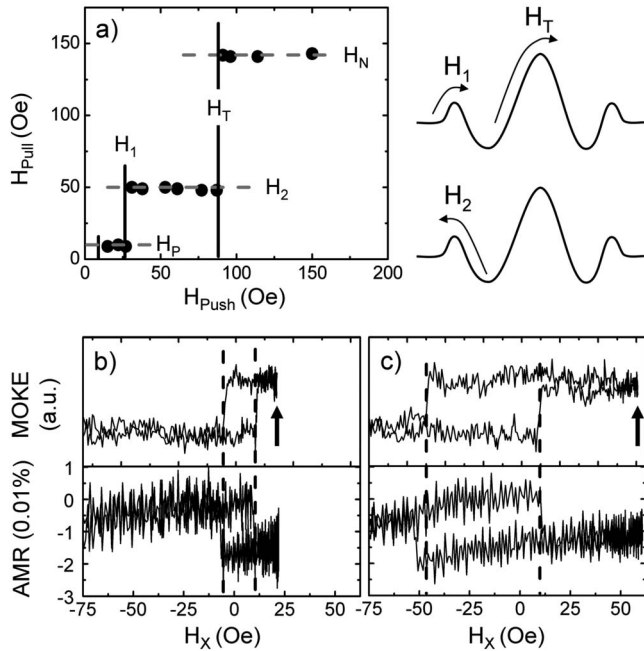 a)
H_Pull (Oe)
150
100
50
0
0 50 100 150 200
H_Push (Oe)
H_N
H_T
H_1
H_2
H_P
H_T
H_1
H_2
b)
c)
MOKE
(a.u.)
AMR (0.01%)
1
0
-1
-2
-3
-75 -50 -25 0 25 50
-75 -50 -25 0 25 50
H_X (Oe)
H_X (Oe)